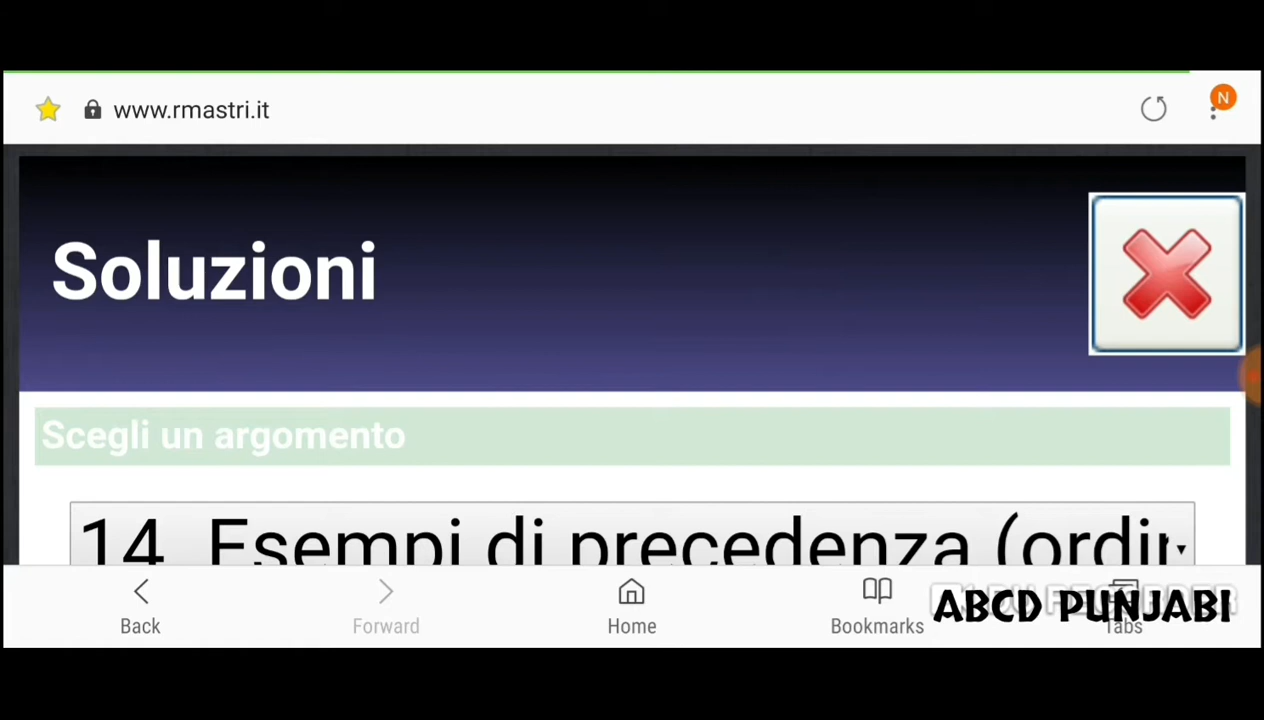 www.rmastri.it
N
Soluzioni
Scegli un argomento
14 Esempi di precedenza (ordi
Back
Forward
Home
Bookmarks
Tabs
ABCD PUNJABI